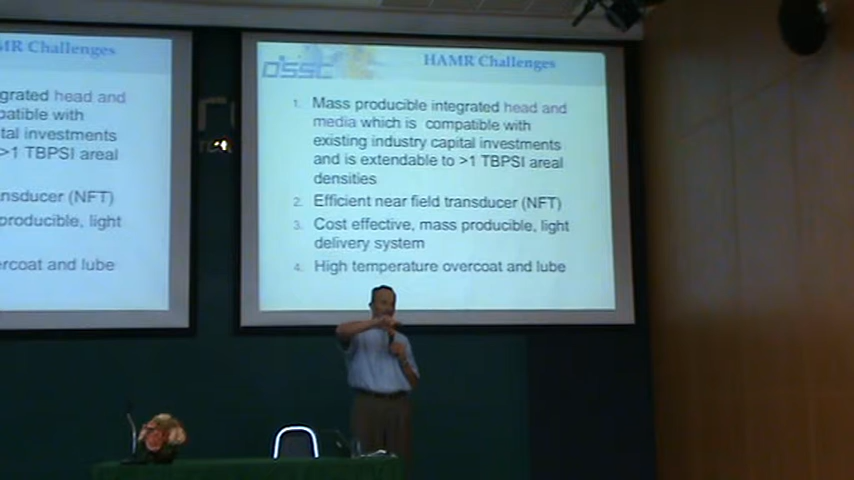 MR Challenges
grated head and
patible with
tal investments
>1 TBPSI areal
nsducer (NFT)
producible, light
ercoat and lube
dssc
HAMR Challenges
1. Mass producible integrated head and
media which is compatible with
existing industry capital investments
and is extendable to >1 TBPSI areal
densities
2. Efficient near field transducer (NFT)
3. Cost effective, mass producible, light
delivery system
4. High temperature overcoat and lube